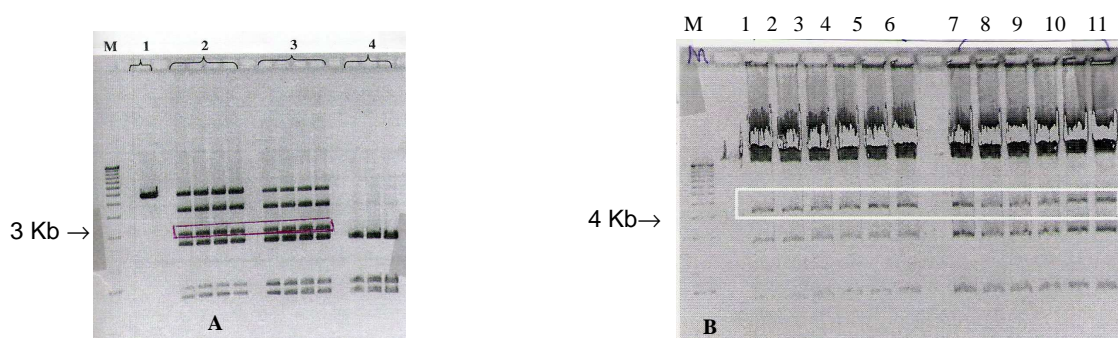 M 1 2 3 4
3 Kb →
A
M 1 2 3 4 5 6 7 8 9 10 11
M
4 Kb →
B